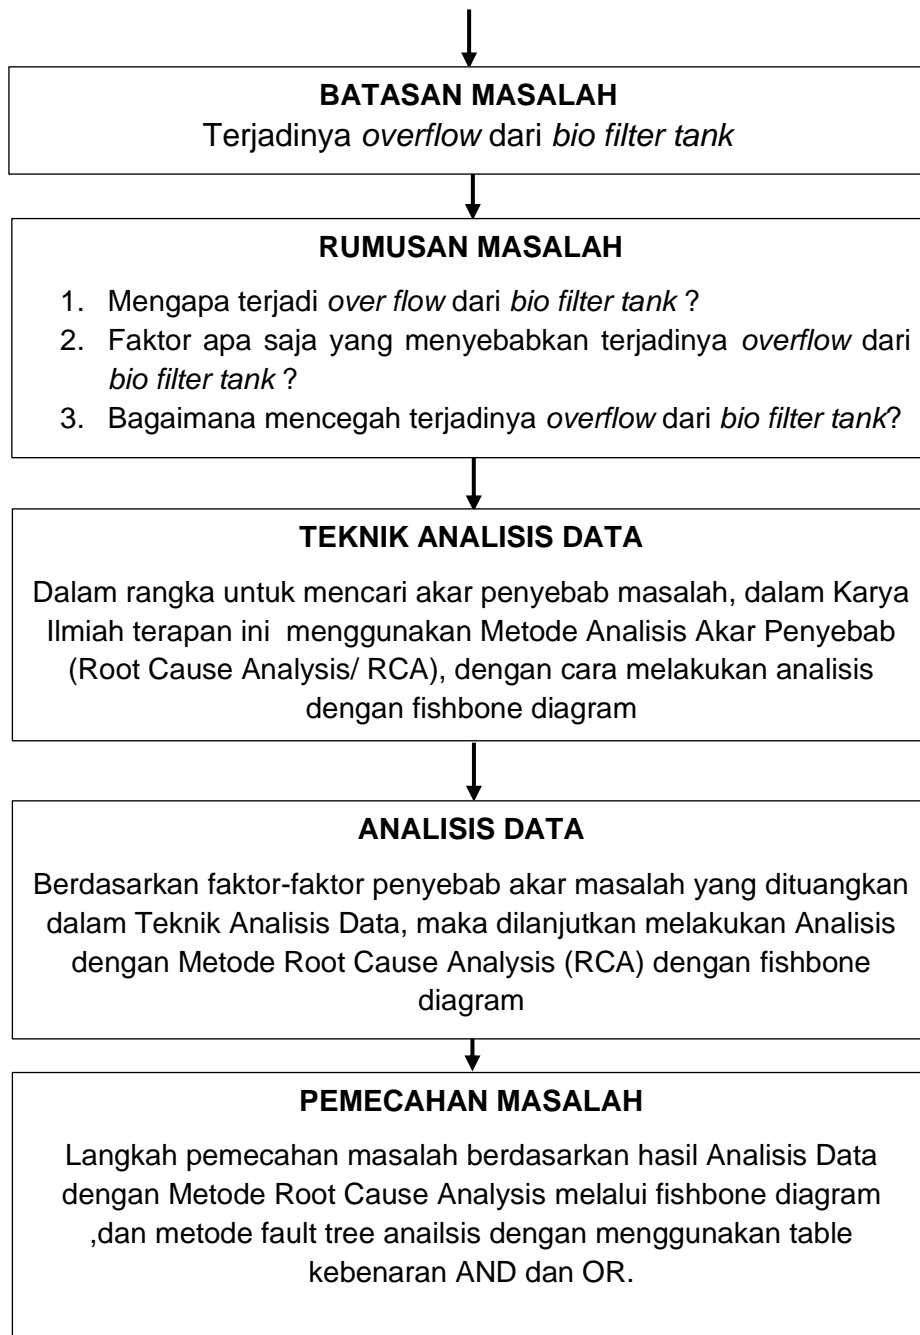 BATASAN MASALAH
Terjadinya overflow dari bio filter tank
RUMUSAN MASALAH
1. Mengapa terjadi over flow dari bio filter tank ?
2. Faktor apa saja yang menyebabkan terjadinya overflow dari
bio filter tank ?
3. Bagaimana mencegah terjadinya overflow dari bio filter tank?
TEKNIK ANALISIS DATA
Dalam rangka untuk mencari akar penyebab masalah, dalam Karya
Ilmiah terapan ini menggunakan Metode Analisis Akar Penyebab
(Root Cause Analysis/ RCA), dengan cara melakukan analisis
dengan fishbone diagram
ANALISIS DATA
Berdasarkan faktor-faktor penyebab akar masalah yang dituangkan
dalam Teknik Analisis Data, maka dilanjutkan melakukan Analisis
dengan Metode Root Cause Analysis (RCA) dengan fishbone
diagram
PEMECAHAN MASALAH
Langkah pemecahan masalah berdasarkan hasil Analisis Data
dengan Metode Root Cause Analysis melalui fishbone diagram
,dan metode fault tree anailsis dengan menggunakan table
kebenaran AND dan OR.